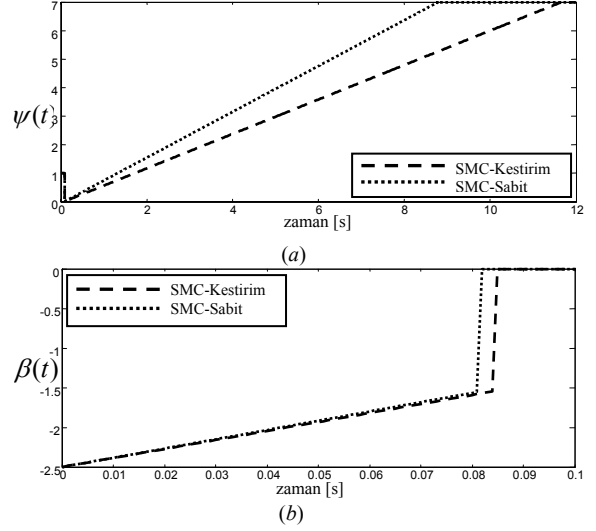 7
6
5
4
ψ(t)
3
2
1
0
SMC-Kestirim
SMC-Sabit
0 2 4 6 8 10 12
zaman [s]
(a)
0
SMC-Kestirim
SMC-Sabit
-0.5
-1
β(t)
-1.5
-2
-2.5
0 0.01 0.02 0.03 0.04 0.05 0.06 0.07 0.08 0.09 0.1
zaman [s]
(b)